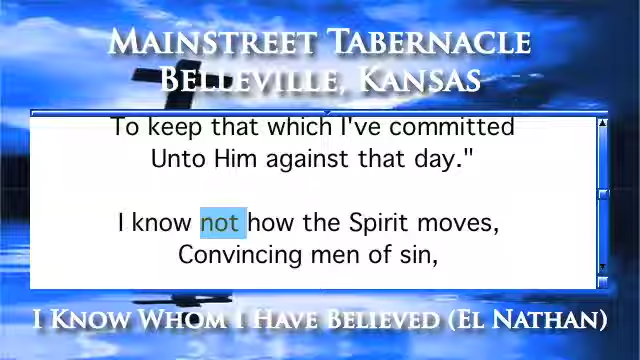 MAINSTREET TABERNACLE
BELLEVILLE, KANSAS
To keep that which I've committed
Unto Him against that day."
I know not how the Spirit moves,
Convincing men of sin,
I KNOW WHOM I HAVE BELIEVED (EL NATHAN)